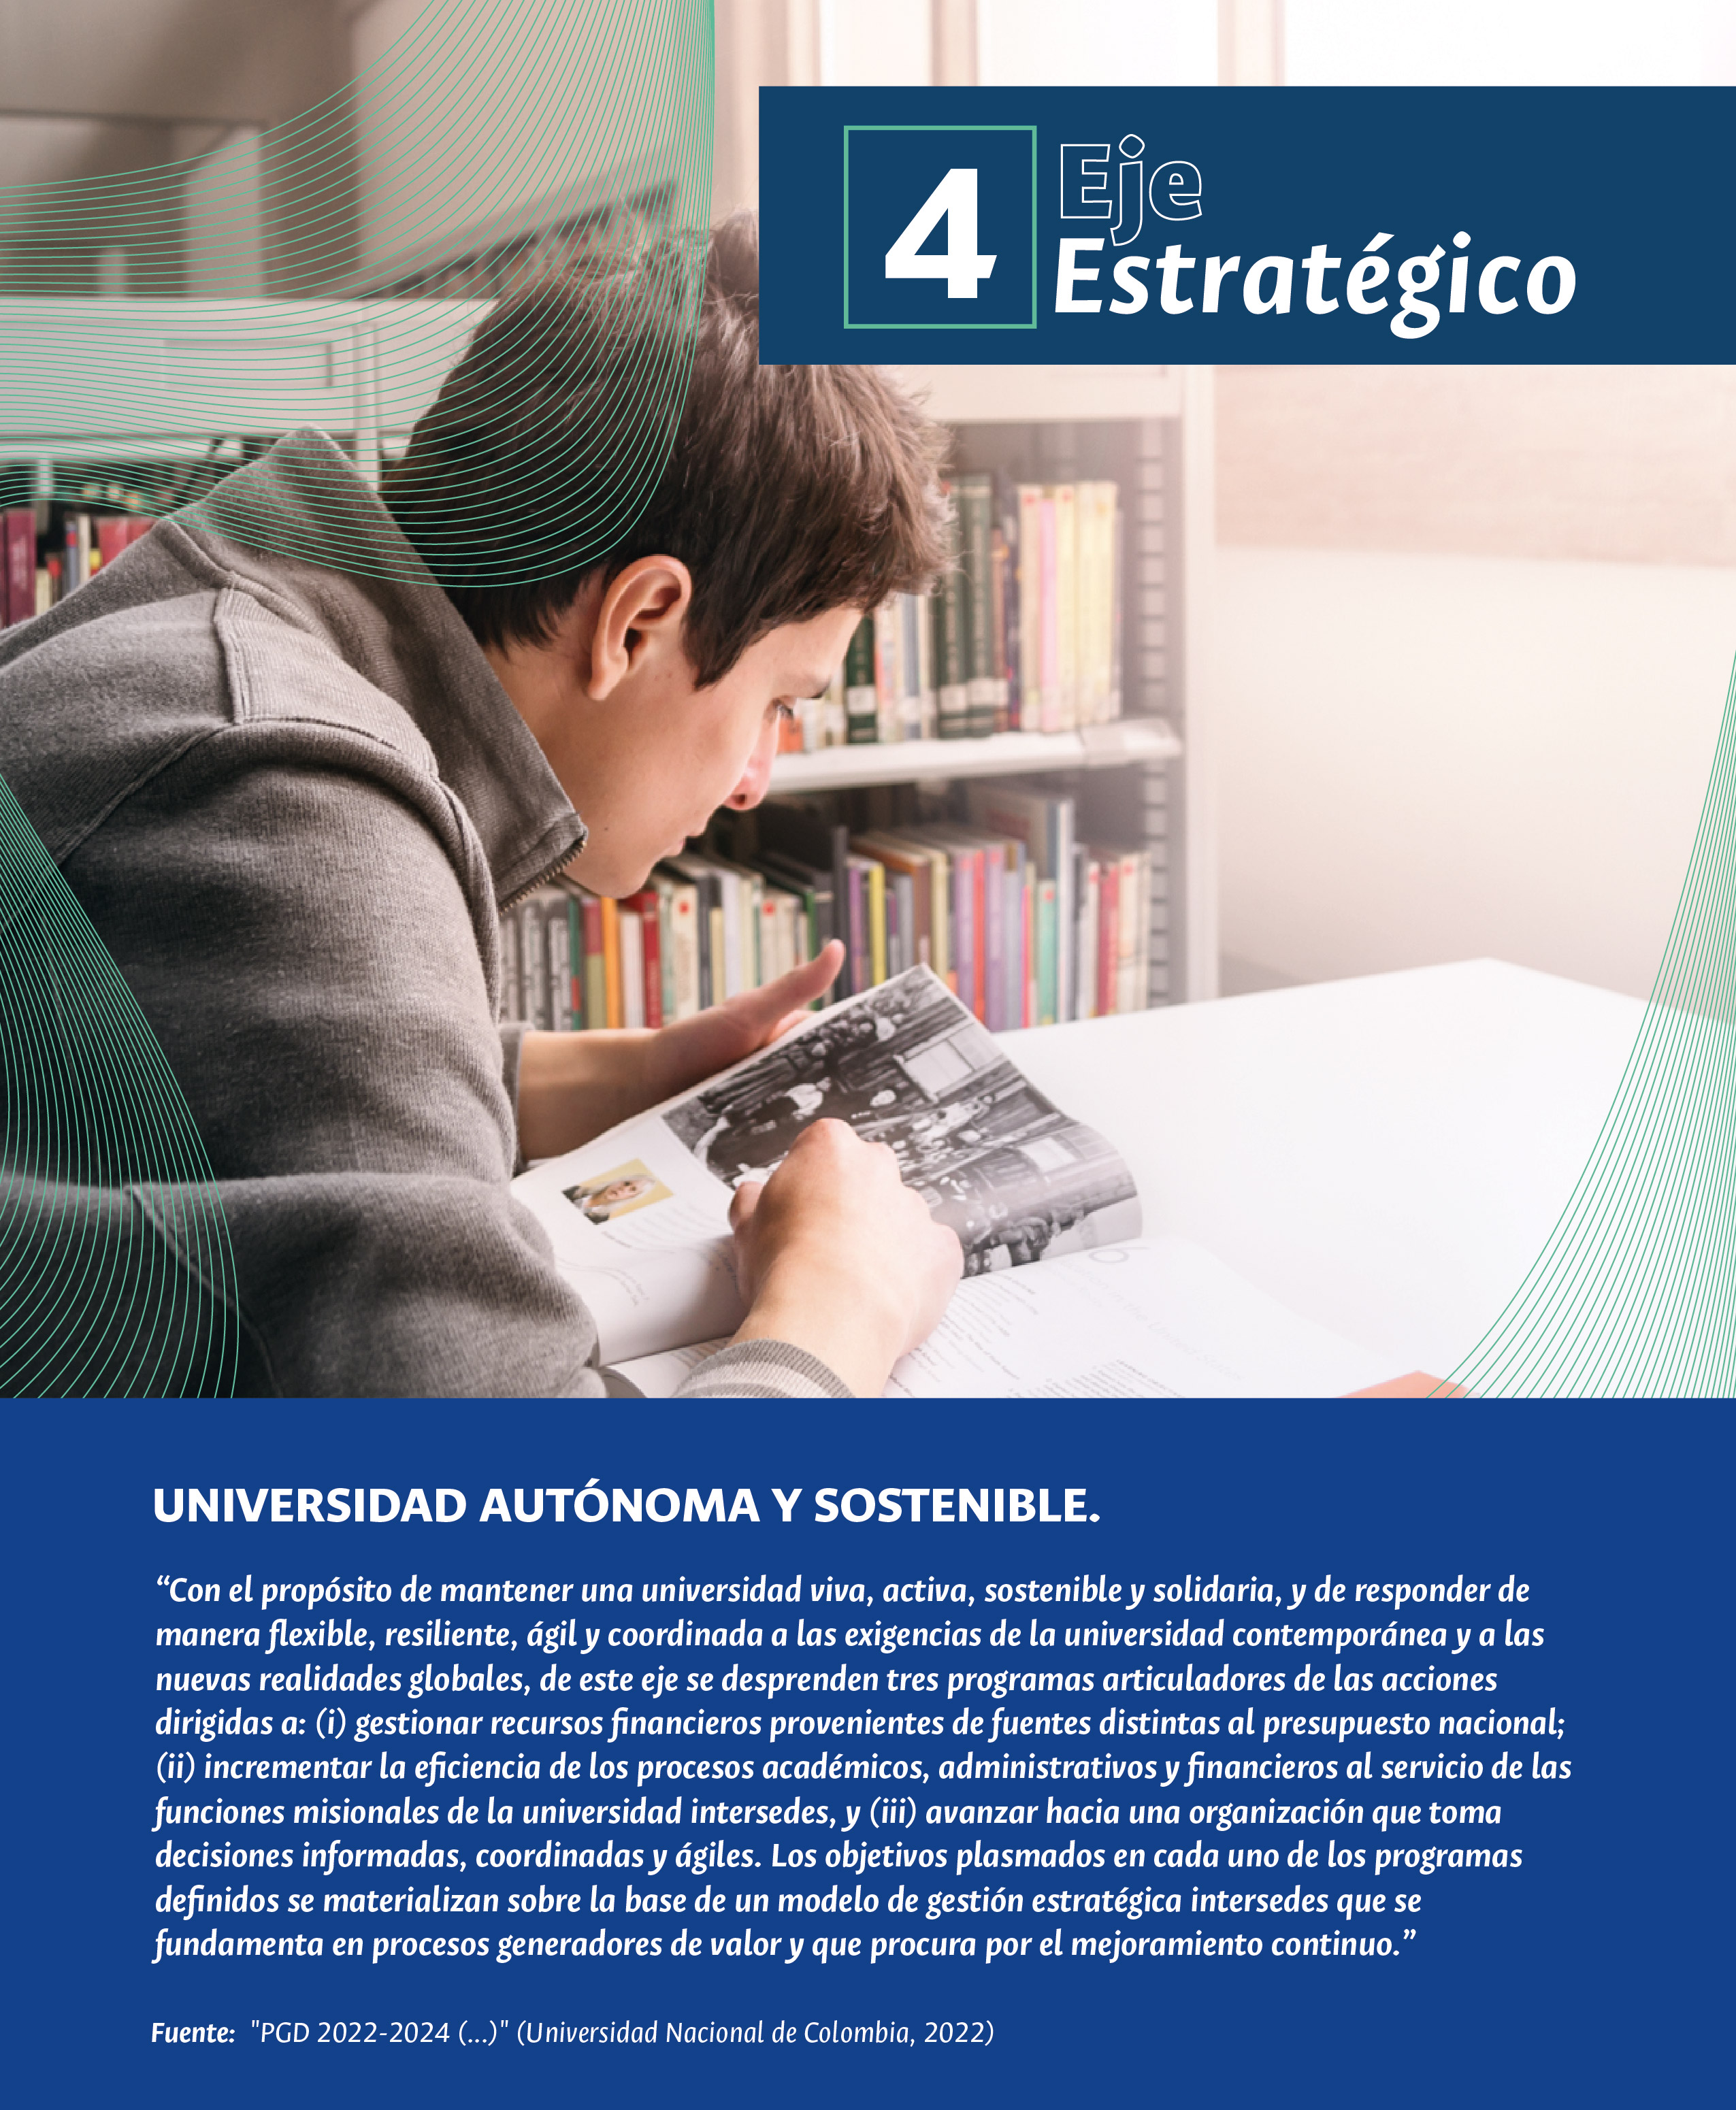 4
Eje
Estratégico
UNIVERSIDAD AUTÓNOMA Y SOSTENIBLE.
“Con el propósito de mantener una universidad viva, activa, sostenible y solidaria, y de responder de
manera flexible, resiliente, ágil y coordinada a las exigencias de la universidad contemporánea y a las
nuevas realidades globales, de este eje se desprenden tres programas articuladores de las acciones
dirigidas a: (i) gestionar recursos financieros provenientes de fuentes distintas al presupuesto nacional;
(ii) incrementar la eficiencia de los procesos académicos, administrativos y financieros al servicio de las
funciones misionales de la universidad intersedes, y (iii) avanzar hacia una organización que toma
decisiones informadas, coordinadas y ágiles. Los objetivos plasmados en cada uno de los programas
definidos se materializan sobre la base de un modelo de gestión estratégica intersedes que se
fundamenta en procesos generadores de valor y que procura por el mejoramiento continuo.”
Fuente: "PGD 2022-2024 (...)" (Universidad Nacional de Colombia, 2022)